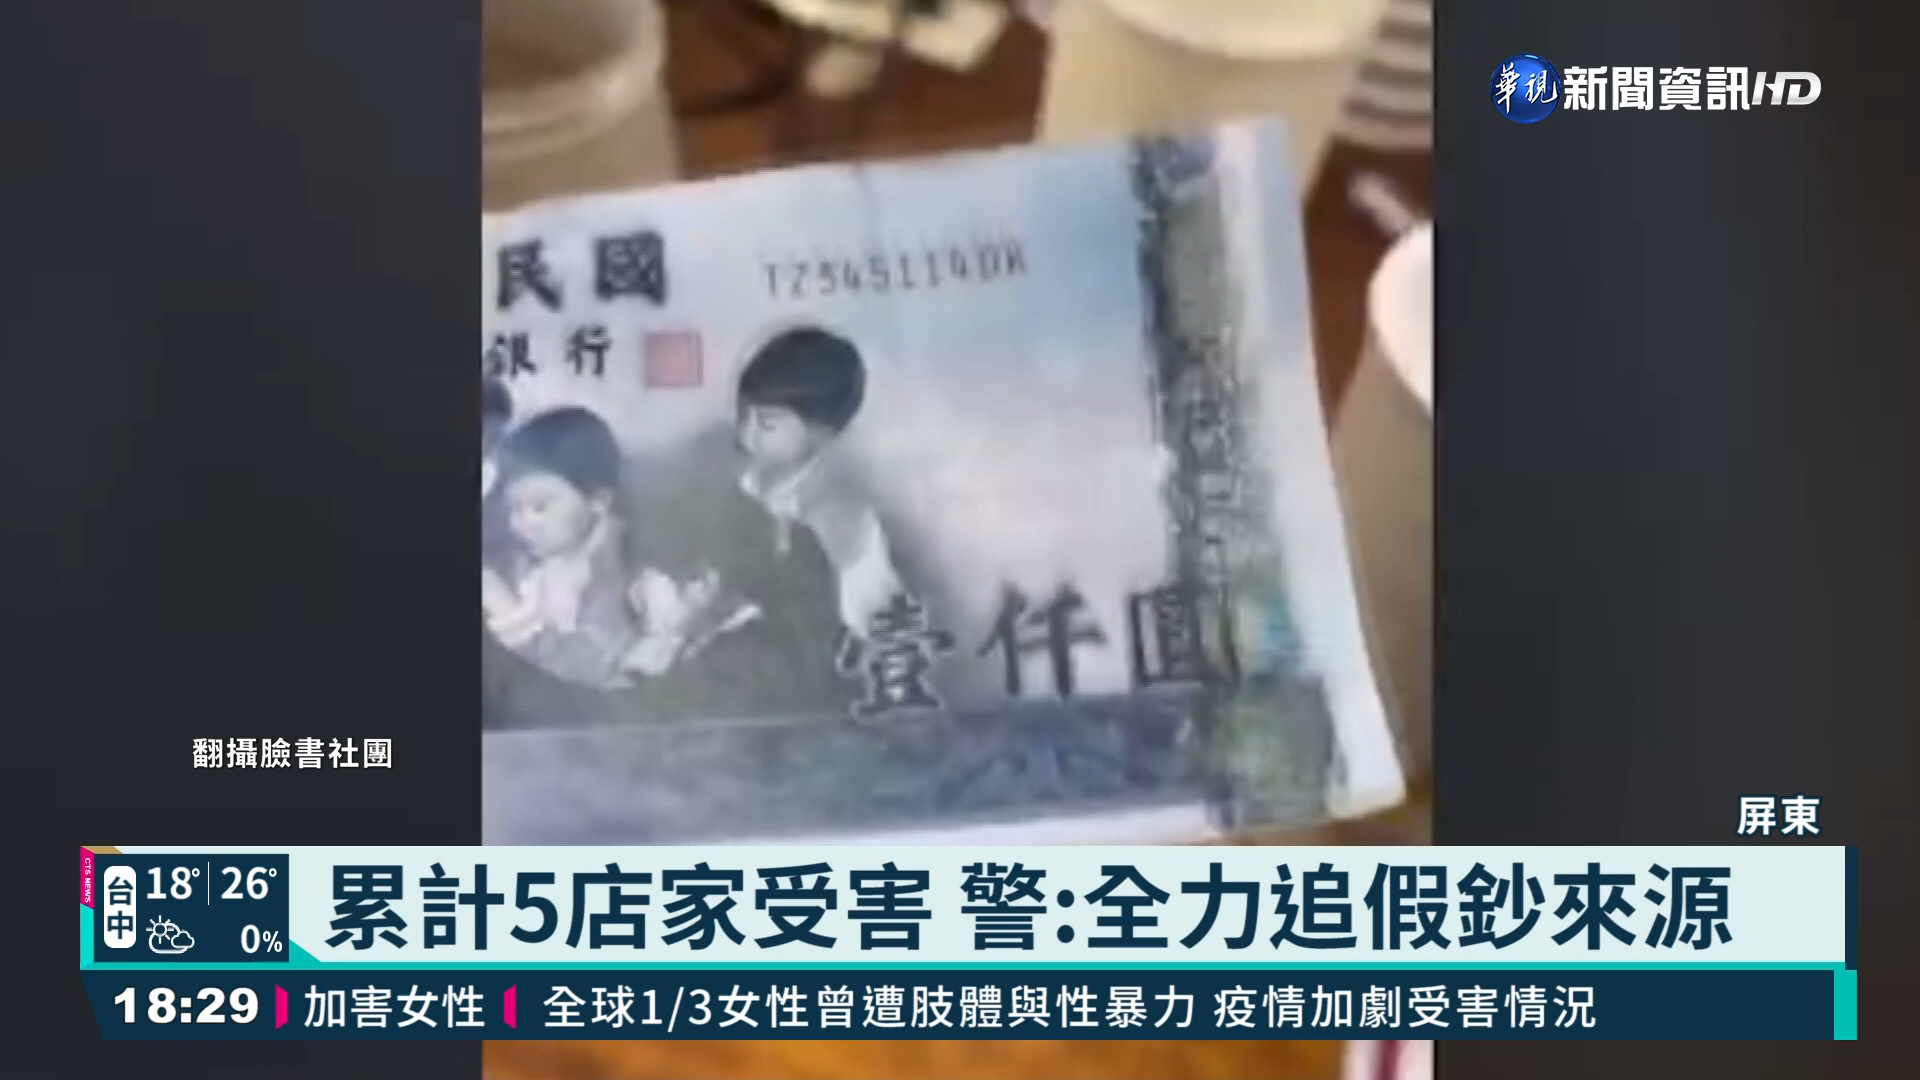 華視 新聞資訊HD
民國 TZ545114DK
銀行
壹仟圓
翻攝臉書社團
屏東
CTS NEWS
台中 18° 26°
0%
累計5店家受害 警:全力追假鈔來源
18:29 加害女性 全球1/3女性曾遭肢體與性暴力 疫情加劇受害情況